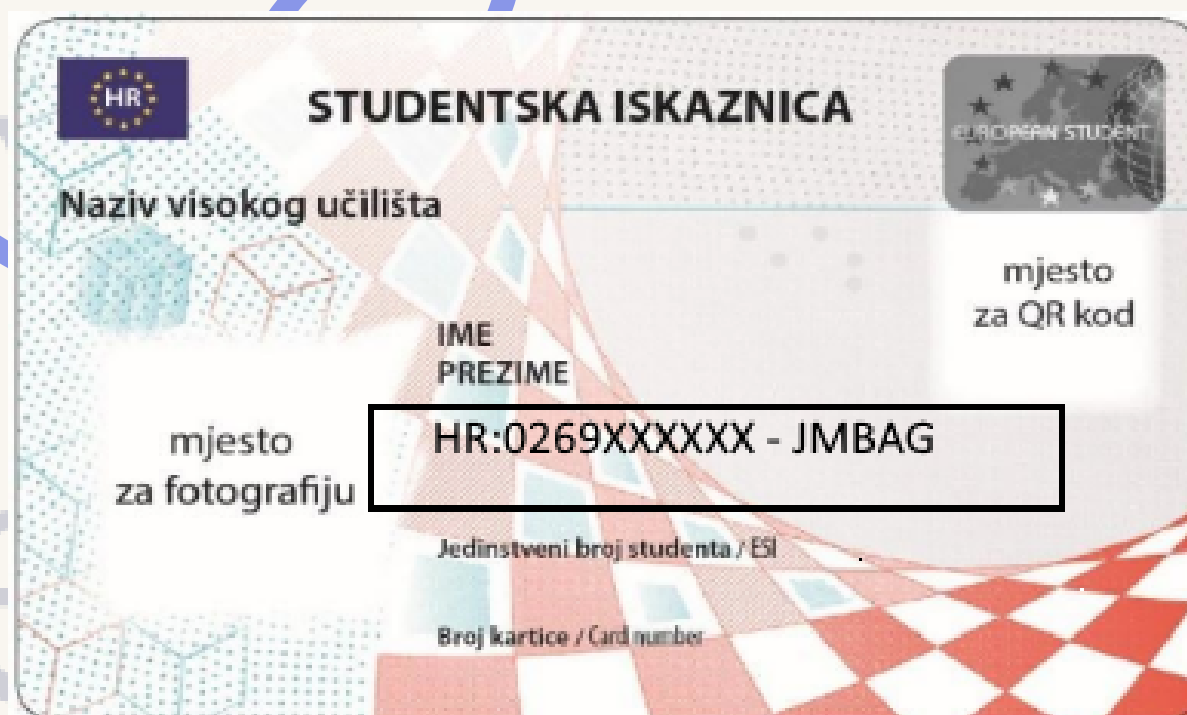 HR
STUDENTSKA ISKAZNICA
EUROPEAN STUDENT
Naziv visokog učilišta
mjesto
za QR kod
IME
PREZIME
mjesto
za fotografiju
HR:0269XXXXXX - JMBAG
Jedinstveni broj studenta / ESI
Broj kartice / Card number